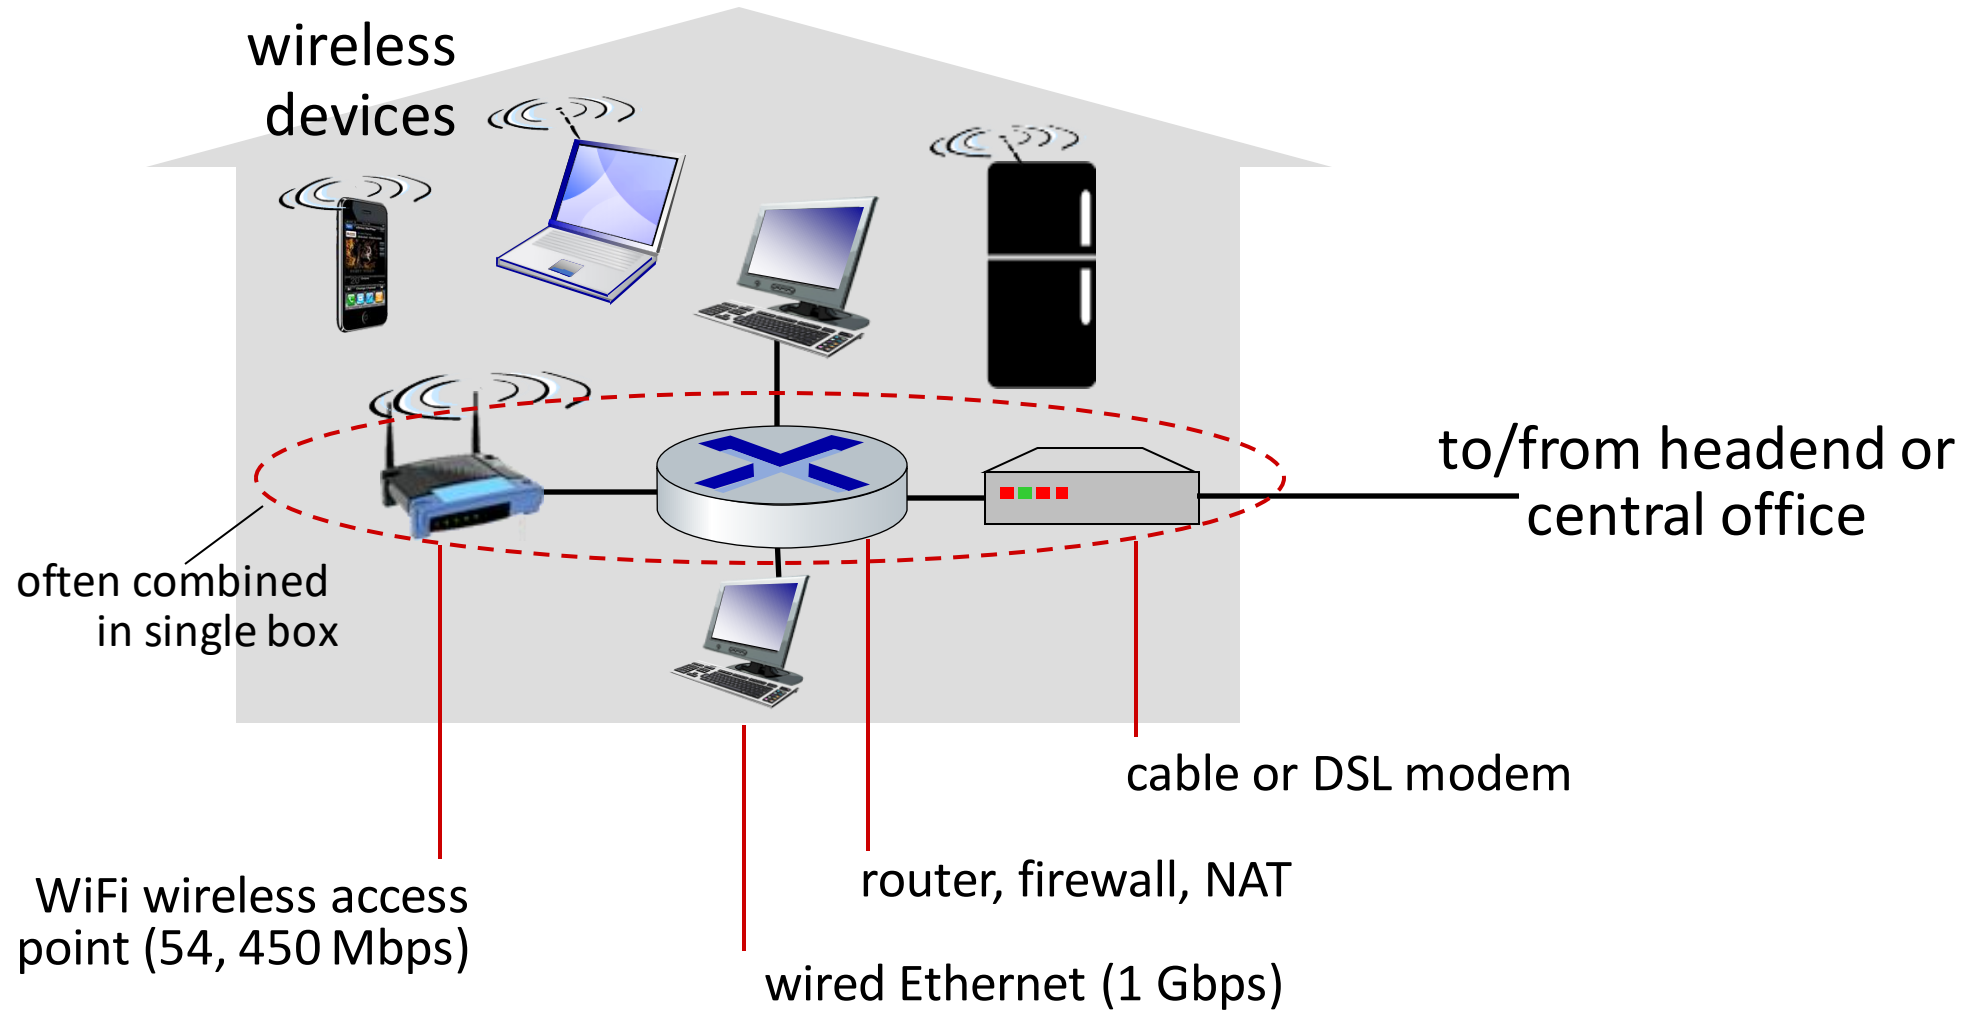 wireless
devices
to/from headend or
central office
often combined
in single box
cable or DSL modem
router, firewall, NAT
WiFi wireless access
point (54, 450 Mbps)
wired Ethernet (1 Gbps)